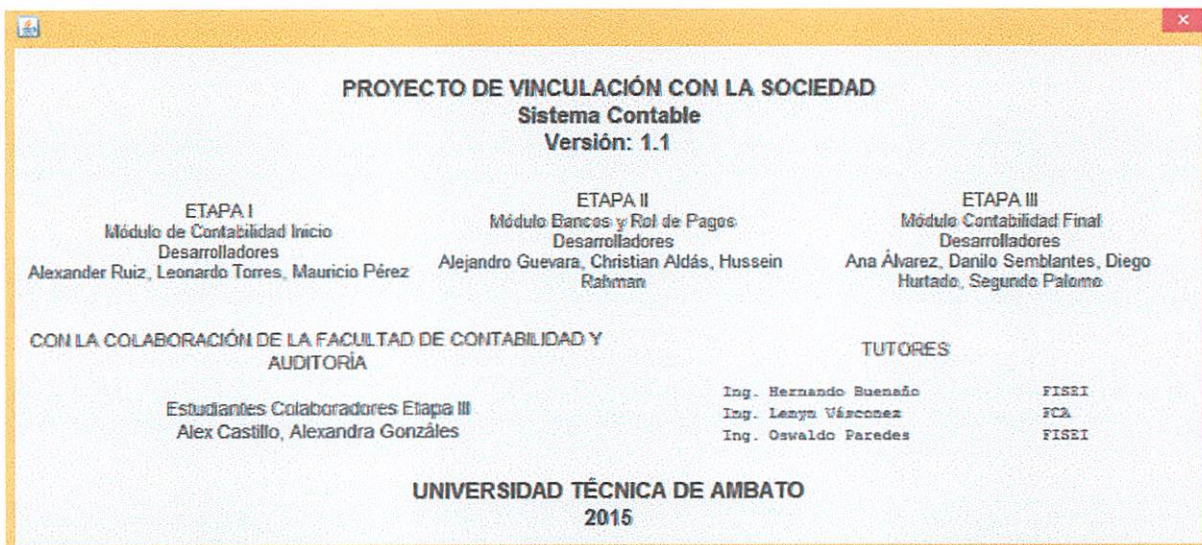 PROYECTO DE VINCULACIÓN CON LA SOCIEDAD
Sistema Contable
Versión: 1.1
ETAPA I
Módulo de Contabilidad Inicio
Desarrolladores
Alexander Ruiz, Leonardo Torres, Mauricio Pérez
ETAPA II
Módulo Bancos y Rol de Pagos
Desarrolladores
Alejandro Guevara, Christian Aldás, Hussein
Rahman
ETAPA III
Módulo Contabilidad Final
Desarrolladores
Ana Álvarez, Danilo Semblantes, Diego
Hurtado, Segundo Palomo
CON LA COLABORACIÓN DE LA FACULTAD DE CONTABILIDAD Y
AUDITORÍA
Estudiantes Colaboradores Etapa III
Alex Castillo, Alexandra Gonzáles
TUTORES
Ing. Hernando Buenaño FISEI
Ing. Lenyn Vásconez FCA
Ing. Oswaldo Paredes FISEI
UNIVERSIDAD TÉCNICA DE AMBATO
2015